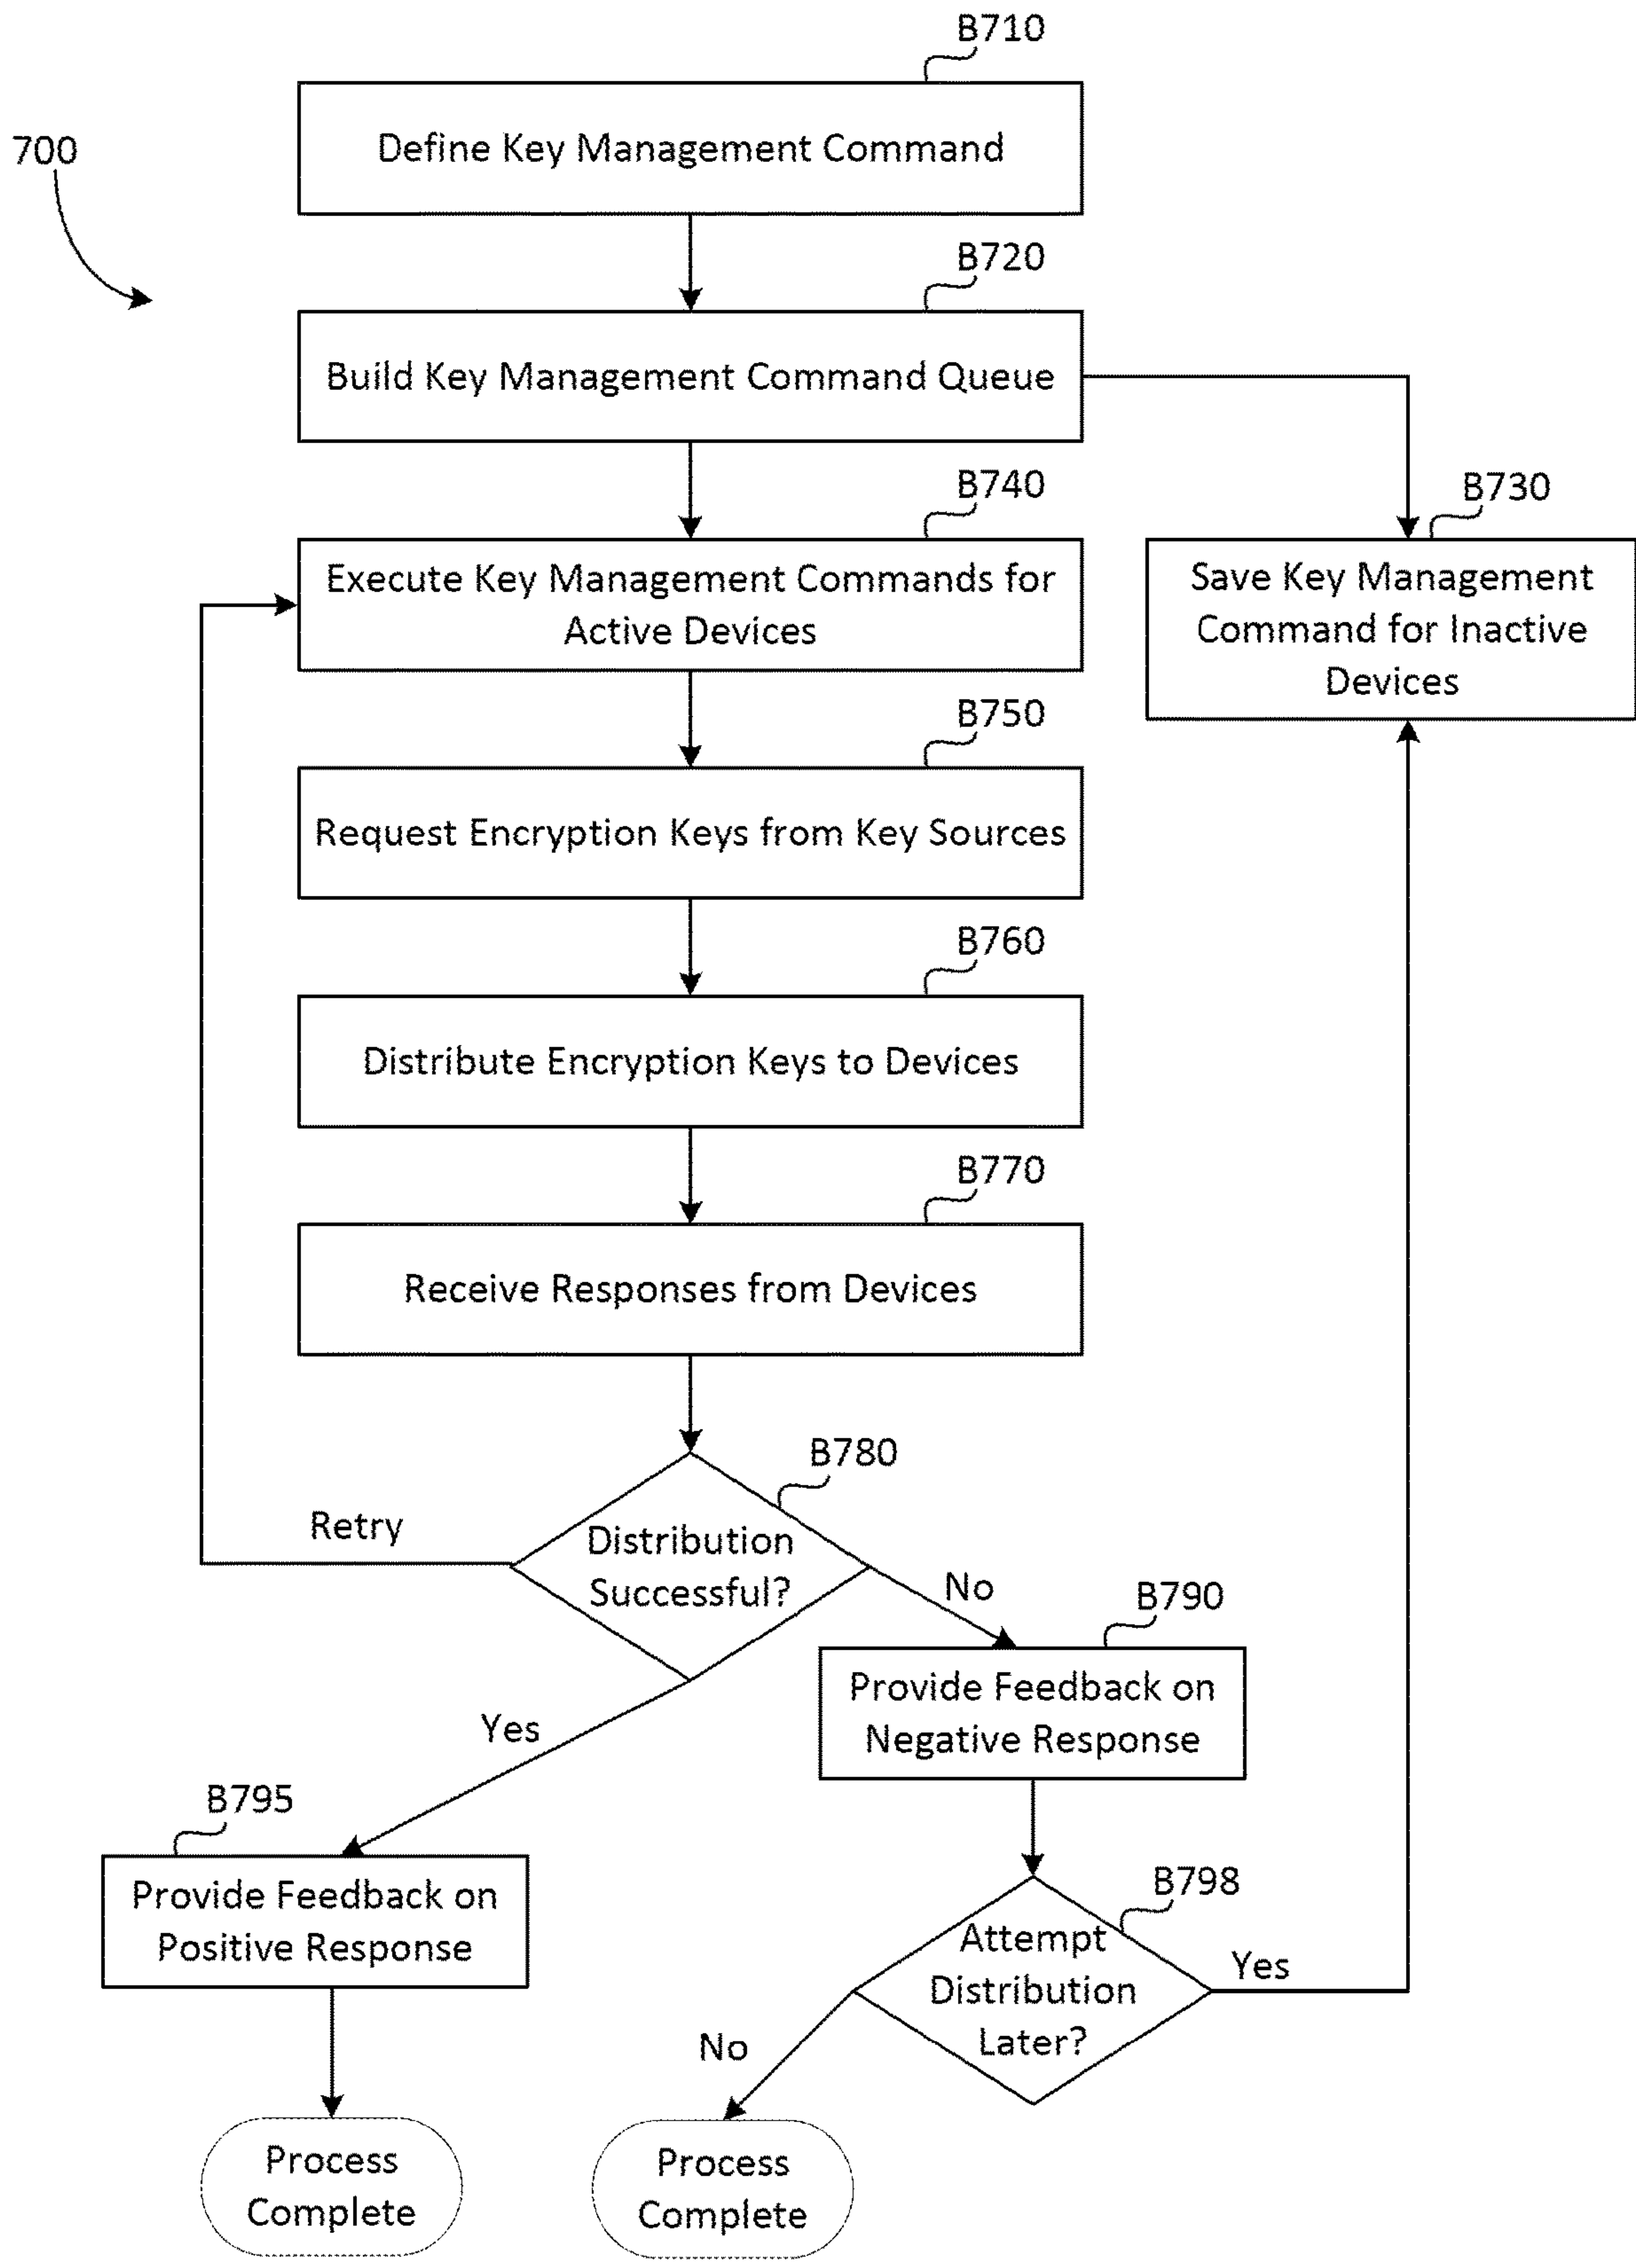 B710
700
Define Key Management Command
B720
Build Key Management Command Queue
B740
B730
Execute Key Management Commands for
Active Devices
Save Key Management
Command for Inactive
Devices
B750
Request Encryption Keys from Key Sources
B760
Distribute Encryption Keys to Devices
B770
Receive Responses from Devices
B780
Retry
Distribution
Successful?
No
B790
Provide Feedback on
Negative Response
Yes
B795
Provide Feedback on
Positive Response
B798
Attempt
Distribution
Later?
Yes
No
Process
Complete
Process
Complete